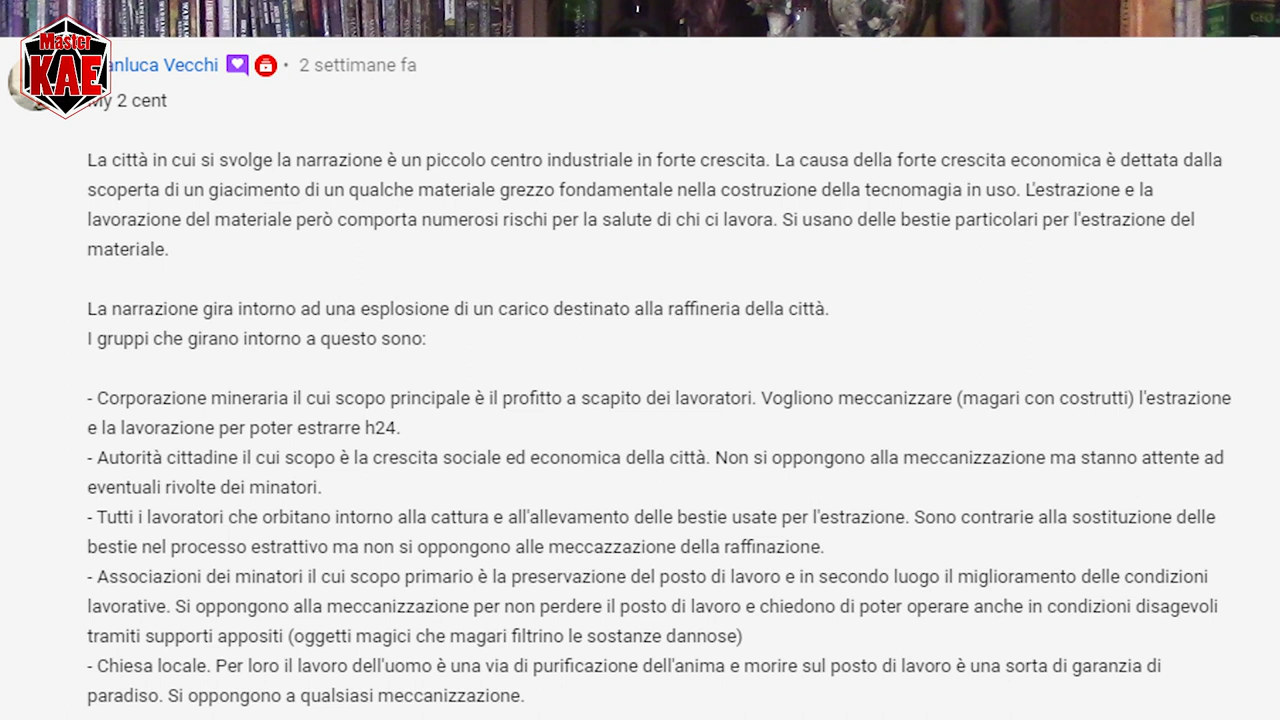 Master
KAE
anluca Vecchi • 2 settimane fa
My 2 cent
La città in cui si svolge la narrazione è un piccolo centro industriale in forte crescita. La causa della forte crescita economica è dettata dalla
scoperta di un giacimento di un qualche materiale grezzo fondamentale nella costruzione della tecnomagia in uso. L'estrazione e la
lavorazione del materiale però comporta numerosi rischi per la salute di chi ci lavora. Si usano delle bestie particolari per l'estrazione del
materiale.
La narrazione gira intorno ad una esplosione di un carico destinato alla raffineria della città.
I gruppi che girano intorno a questo sono:
- Corporazione mineraria il cui scopo principale è il profitto a scapito dei lavoratori. Vogliono meccanizzare (magari con costrutti) l'estrazione
e la lavorazione per poter estrarre h24.
- Autorità cittadine il cui scopo è la crescita sociale ed economica della città. Non si oppongono alla meccanizzazione ma stanno attente ad
eventuali rivolte dei minatori.
- Tutti i lavoratori che orbitano intorno alla cattura e all'allevamento delle bestie usate per l'estrazione. Sono contrarie alla sostituzione delle
bestie nel processo estrattivo ma non si oppongono alle meccazzazione della raffinazione.
- Associazioni dei minatori il cui scopo primario è la preservazione del posto di lavoro e in secondo luogo il miglioramento delle condizioni
lavorative. Si oppongono alla meccanizzazione per non perdere il posto di lavoro e chiedono di poter operare anche in condizioni disagevoli
tramiti supporti appositi (oggetti magici che magari filtrino le sostanze dannose)
- Chiesa locale. Per loro il lavoro dell'uomo è una via di purificazione dell'anima e morire sul posto di lavoro è una sorta di garanzia di
paradiso. Si oppongono a qualsiasi meccanizzazione.